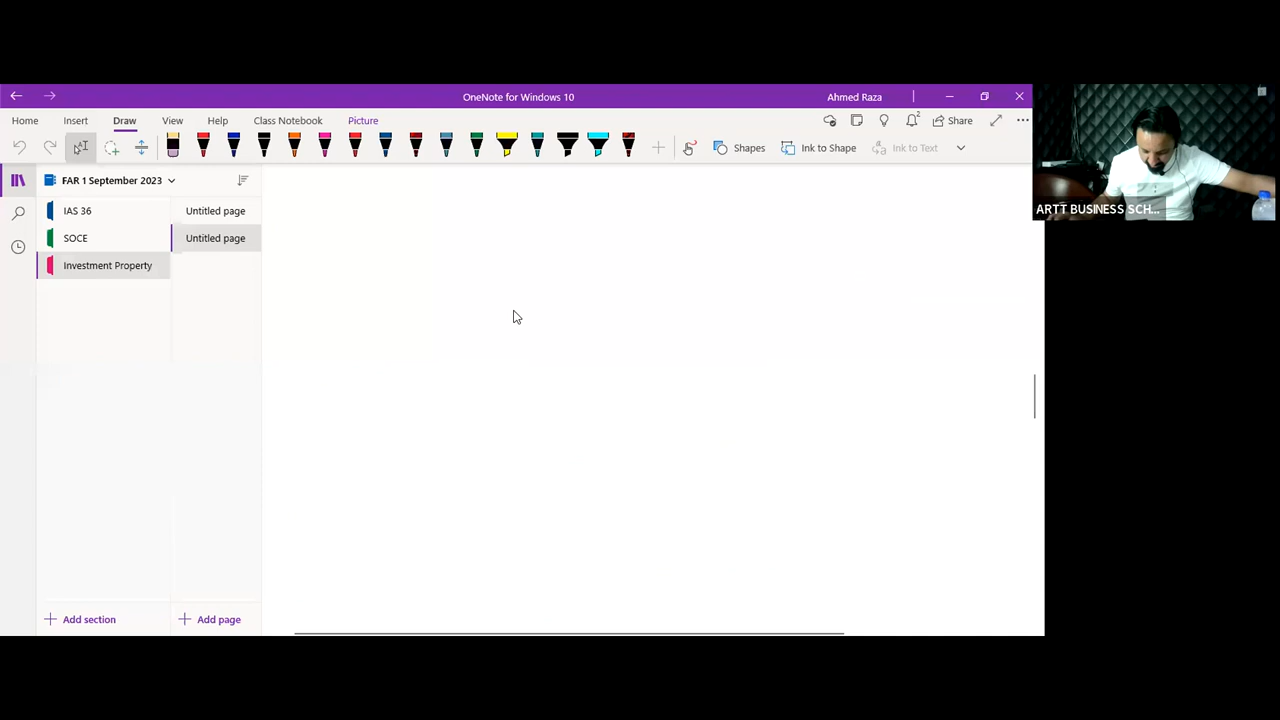 OneNote for Windows 10
Ahmed Raza
Home Insert Draw View Help Class Notebook Picture
2 Share
Shapes Ink to Shape Ink to Text
FAR 1 September 2023
IAS 36 Untitled page
SOCE Untitled page
Investment Property
Add section Add page
ARTT BUSINESS SCH...